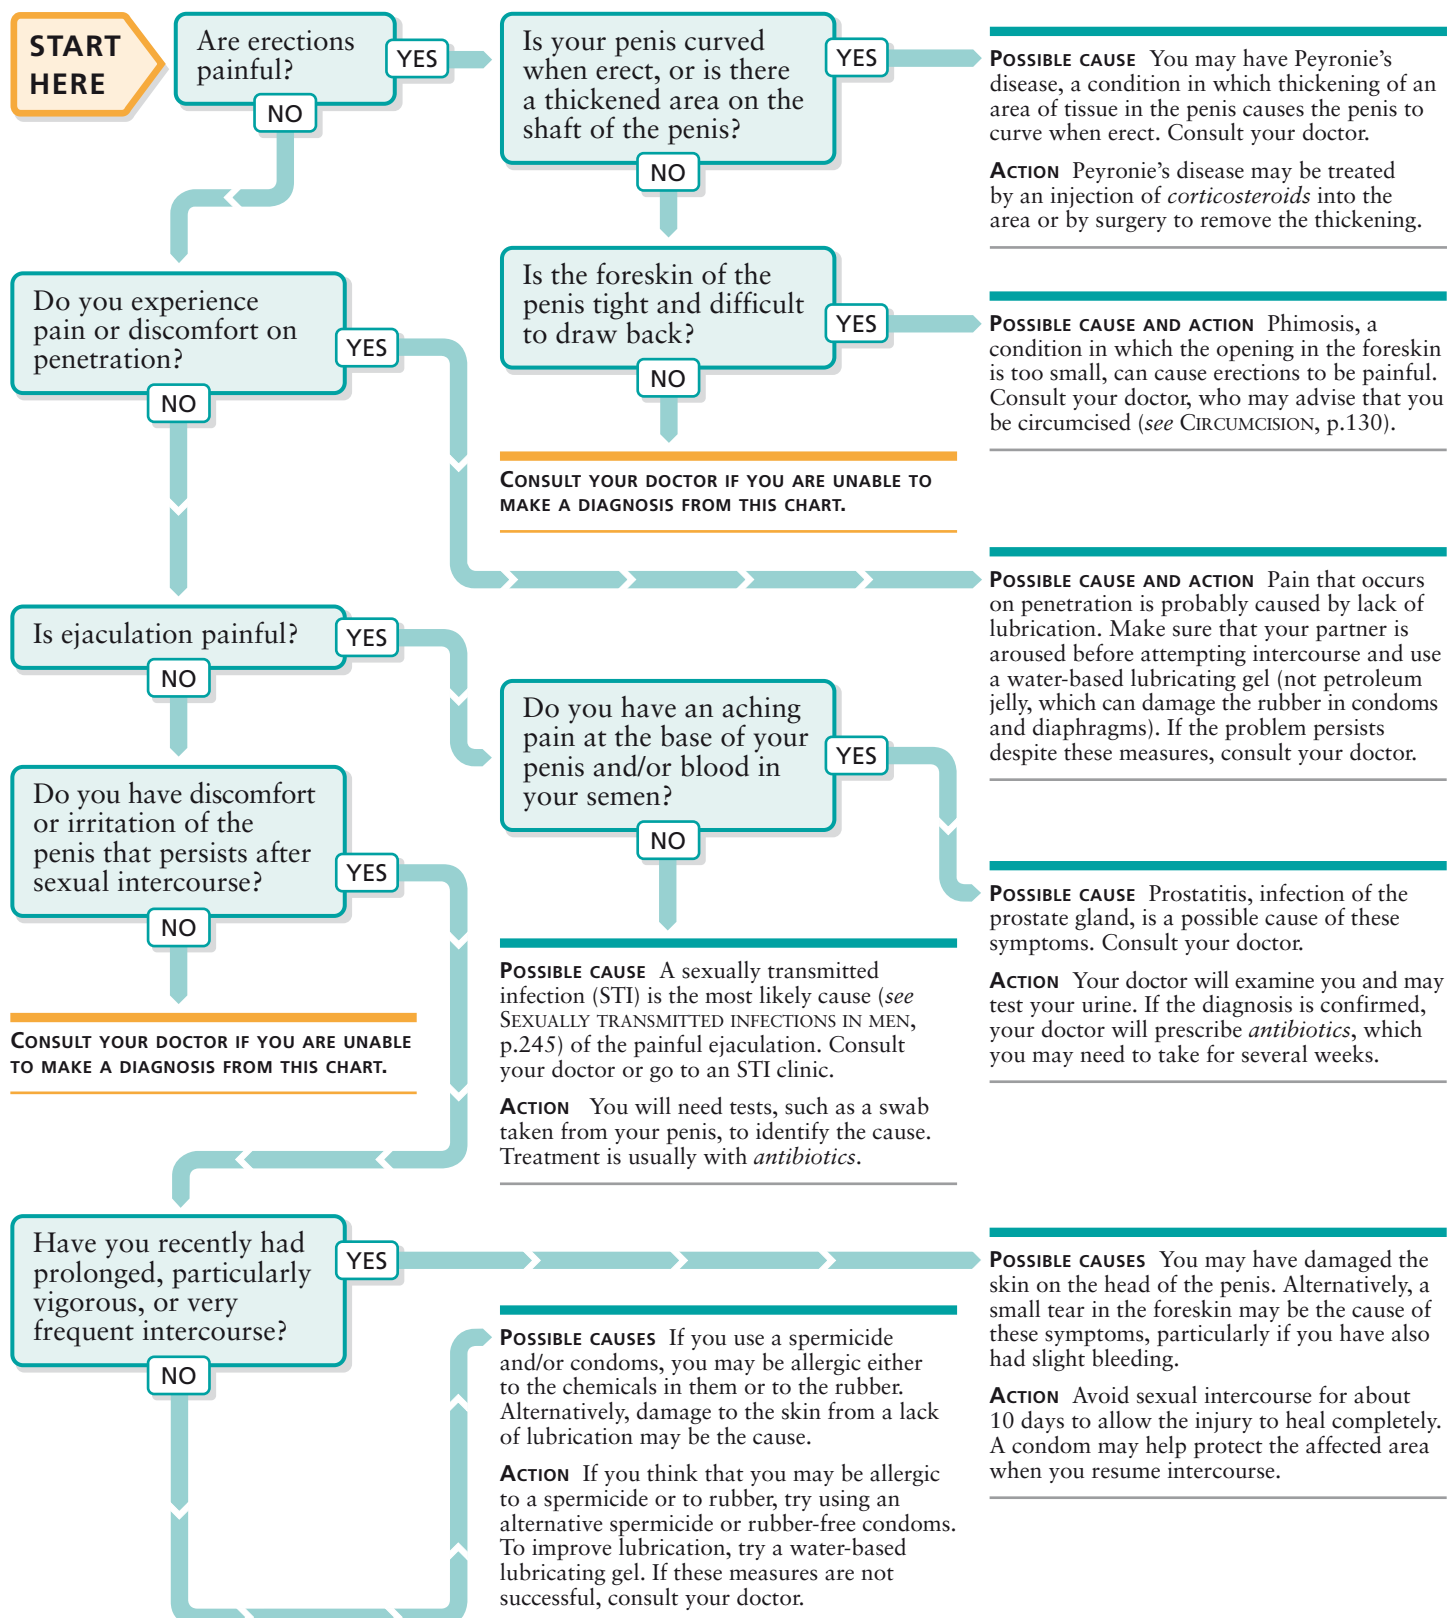 START
HERE
Are erections
painful?
YES
NO
Is your penis curved
when erect, or is there
a thickened area on the
shaft of the penis?
YES
NO
POSSIBLE CAUSE You may have Peyronie’s
disease, a condition in which thickening of an
area of tissue in the penis causes the penis to
curve when erect. Consult your doctor.
ACTION Peyronie’s disease may be treated
by an injection of corticosteroids into the
area or by surgery to remove the thickening.
Do you experience
pain or discomfort on
penetration?
YES
NO
Is the foreskin of the
penis tight and difficult
to draw back?
YES
NO
POSSIBLE CAUSE AND ACTION Phimosis, a
condition in which the opening in the foreskin
is too small, can cause erections to be painful.
Consult your doctor, who may advise that you
be circumcised (see CIRCUMCISION, p.130).
CONSULT YOUR DOCTOR IF YOU ARE UNABLE TO
MAKE A DIAGNOSIS FROM THIS CHART.
POSSIBLE CAUSE AND ACTION Pain that occurs
on penetration is probably caused by lack of
lubrication. Make sure that your partner is
aroused before attempting intercourse and use
a water-based lubricating gel (not petroleum
jelly, which can damage the rubber in condoms
and diaphragms). If the problem persists
despite these measures, consult your doctor.
Is ejaculation painful?
YES
NO
Do you have an aching
pain at the base of your
penis and/or blood in
your semen?
YES
NO
Do you have discomfort
or irritation of the
penis that persists after
sexual intercourse?
YES
NO
POSSIBLE CAUSE Prostatitis, infection of the
prostate gland, is a possible cause of these
symptoms. Consult your doctor.
ACTION Your doctor will examine you and may
test your urine. If the diagnosis is confirmed,
your doctor will prescribe antibiotics, which
you may need to take for several weeks.
POSSIBLE CAUSE A sexually transmitted
infection (STI) is the most likely cause (see
SEXUALLY TRANSMITTED INFECTIONS IN MEN,
p.245) of the painful ejaculation. Consult
your doctor or go to an STI clinic.
ACTION You will need tests, such as a swab
taken from your penis, to identify the cause.
Treatment is usually with antibiotics.
CONSULT YOUR DOCTOR IF YOU ARE UNABLE
TO MAKE A DIAGNOSIS FROM THIS CHART.
Have you recently had
prolonged, particularly
vigorous, or very
frequent intercourse?
YES
NO
POSSIBLE CAUSES You may have damaged the
skin on the head of the penis. Alternatively, a
small tear in the foreskin may be the cause of
these symptoms, particularly if you have also
had slight bleeding.
ACTION Avoid sexual intercourse for about
10 days to allow the injury to heal completely.
A condom may help protect the affected area
when you resume intercourse.
POSSIBLE CAUSES If you use a spermicide
and/or condoms, you may be allergic either
to the chemicals in them or to the rubber.
Alternatively, damage to the skin from a lack
of lubrication may be the cause.
ACTION If you think that you may be allergic
to a spermicide or to rubber, try using an
alternative spermicide or rubber-free condoms.
To improve lubrication, try a water-based
lubricating gel. If these measures are not
successful, consult your doctor.